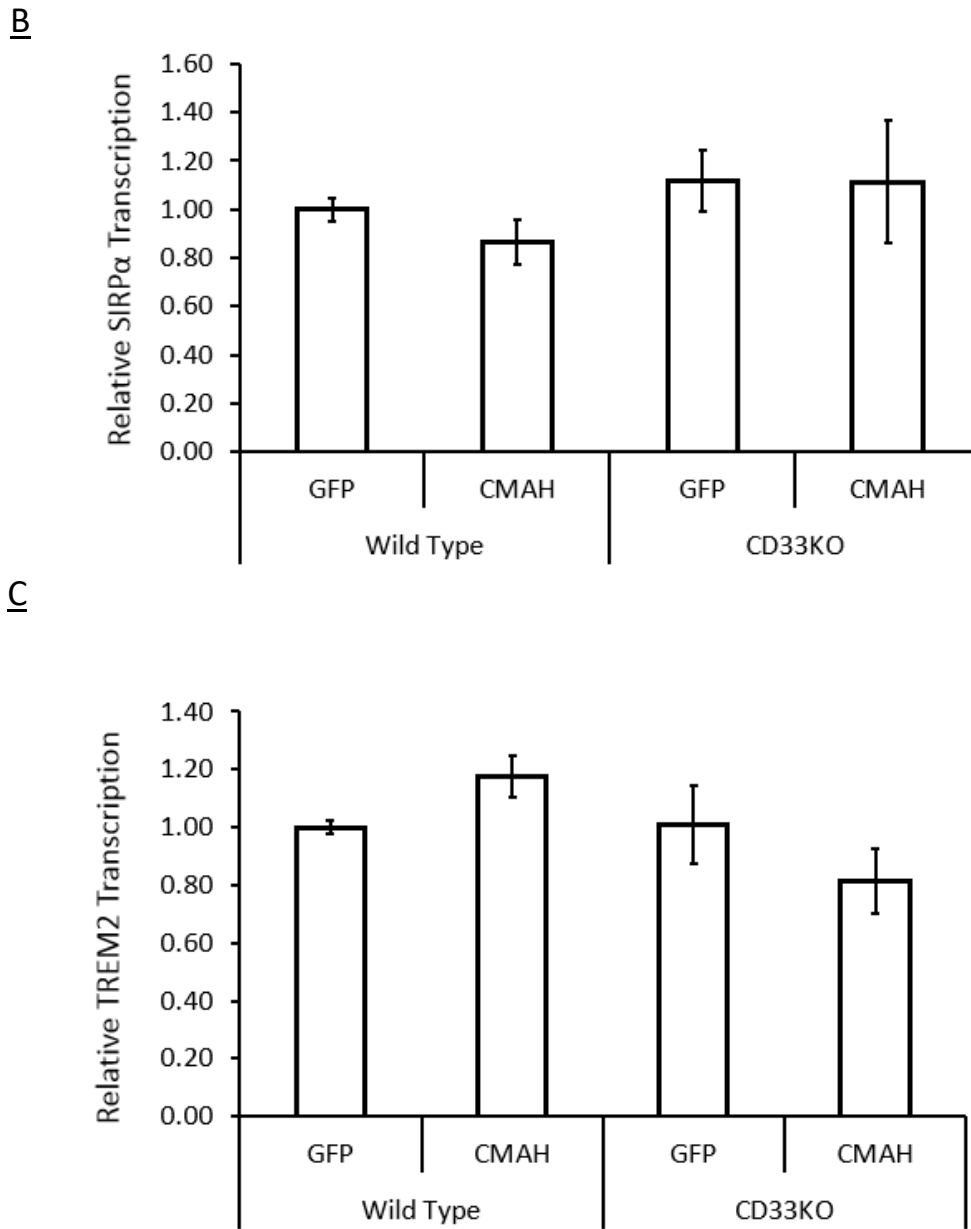 B
Relative SIRPα Transcription
1.60
1.40
1.20
1.00
0.80
0.60
0.40
0.20
0.00
GFP CMAH GFP CMAH
Wild Type CD33KO
C
Relative TREM2 Transcription
1.40
1.20
1.00
0.80
0.60
0.40
0.20
0.00
GFP CMAH GFP CMAH
Wild Type CD33KO